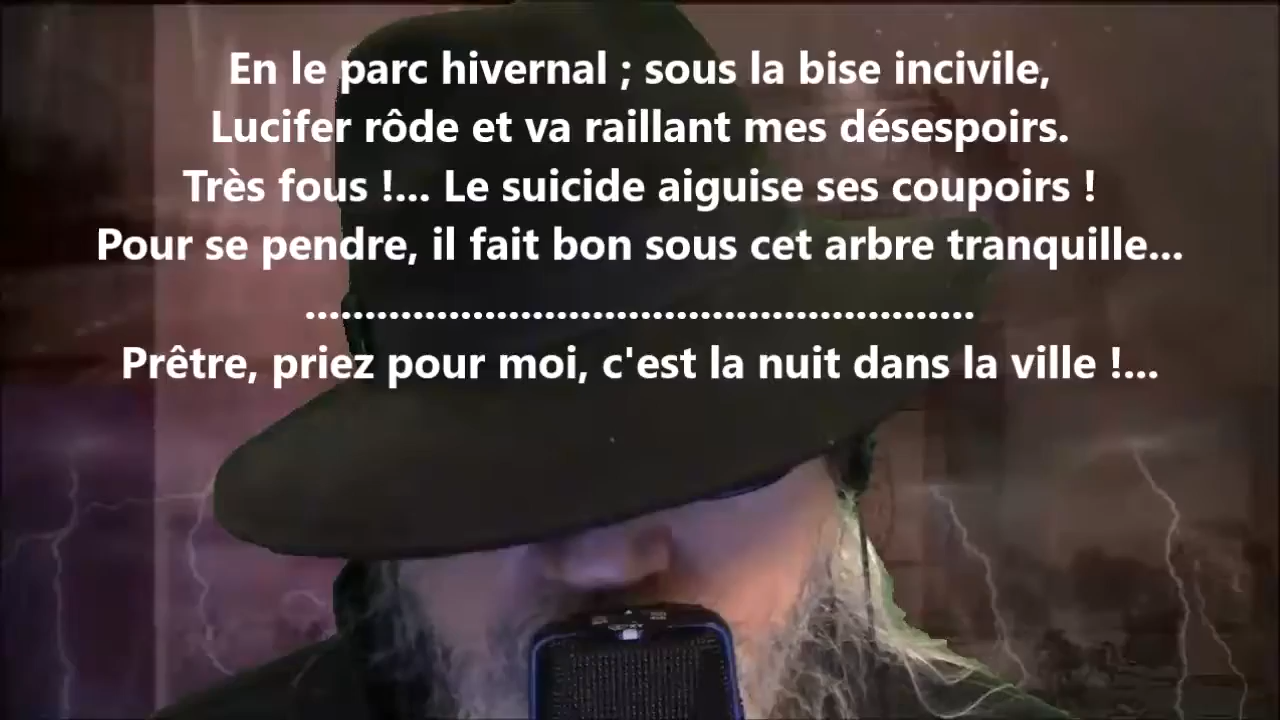 En le parc hivernal ; sous la bise incivile,
Lucifer rôde et va raillant mes désespoirs.
Très fous !... Le suicide aiguise ses coupoirs !
Pour se pendre, il fait bon sous cet arbre tranquille...
........................................................
Prêtre, priez pour moi, c'est la nuit dans la ville !...